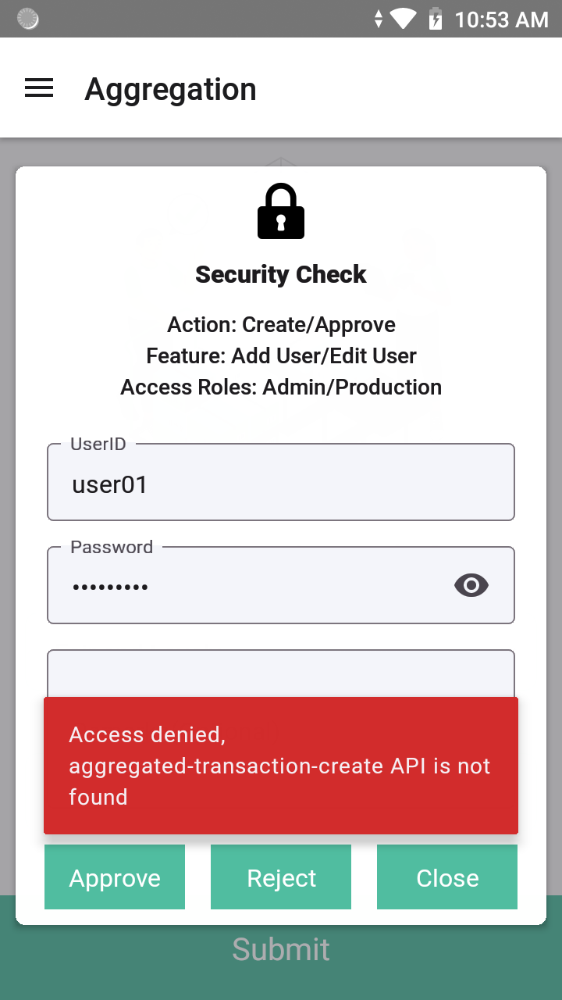 10:53 AM
Aggregation
Security Check
Action: Create/Approve
Feature: Add User/Edit User
Access Roles: Admin/Production
UserID
user01
Password
•••••••••
Access denied,
aggregated-transaction-create API is not
found
Approve Reject Close
Submit